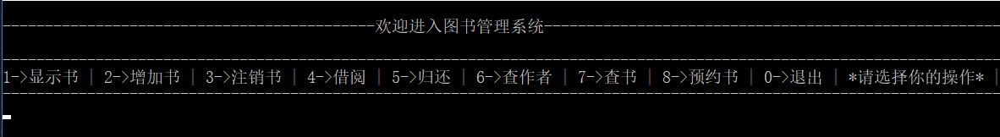 --------------------------------------------欢迎进入图书管理系统------------------------------------------------------
----------------------------------------------------------------------------------------------------------------------
1->显示书 | 2->增加书 | 3->注销书 | 4->借阅 | 5->归还 | 6->查作者 | 7->查书 | 8->预约书 | 0->退出 | *请选择你的操作* |
----------------------------------------------------------------------------------------------------------------------